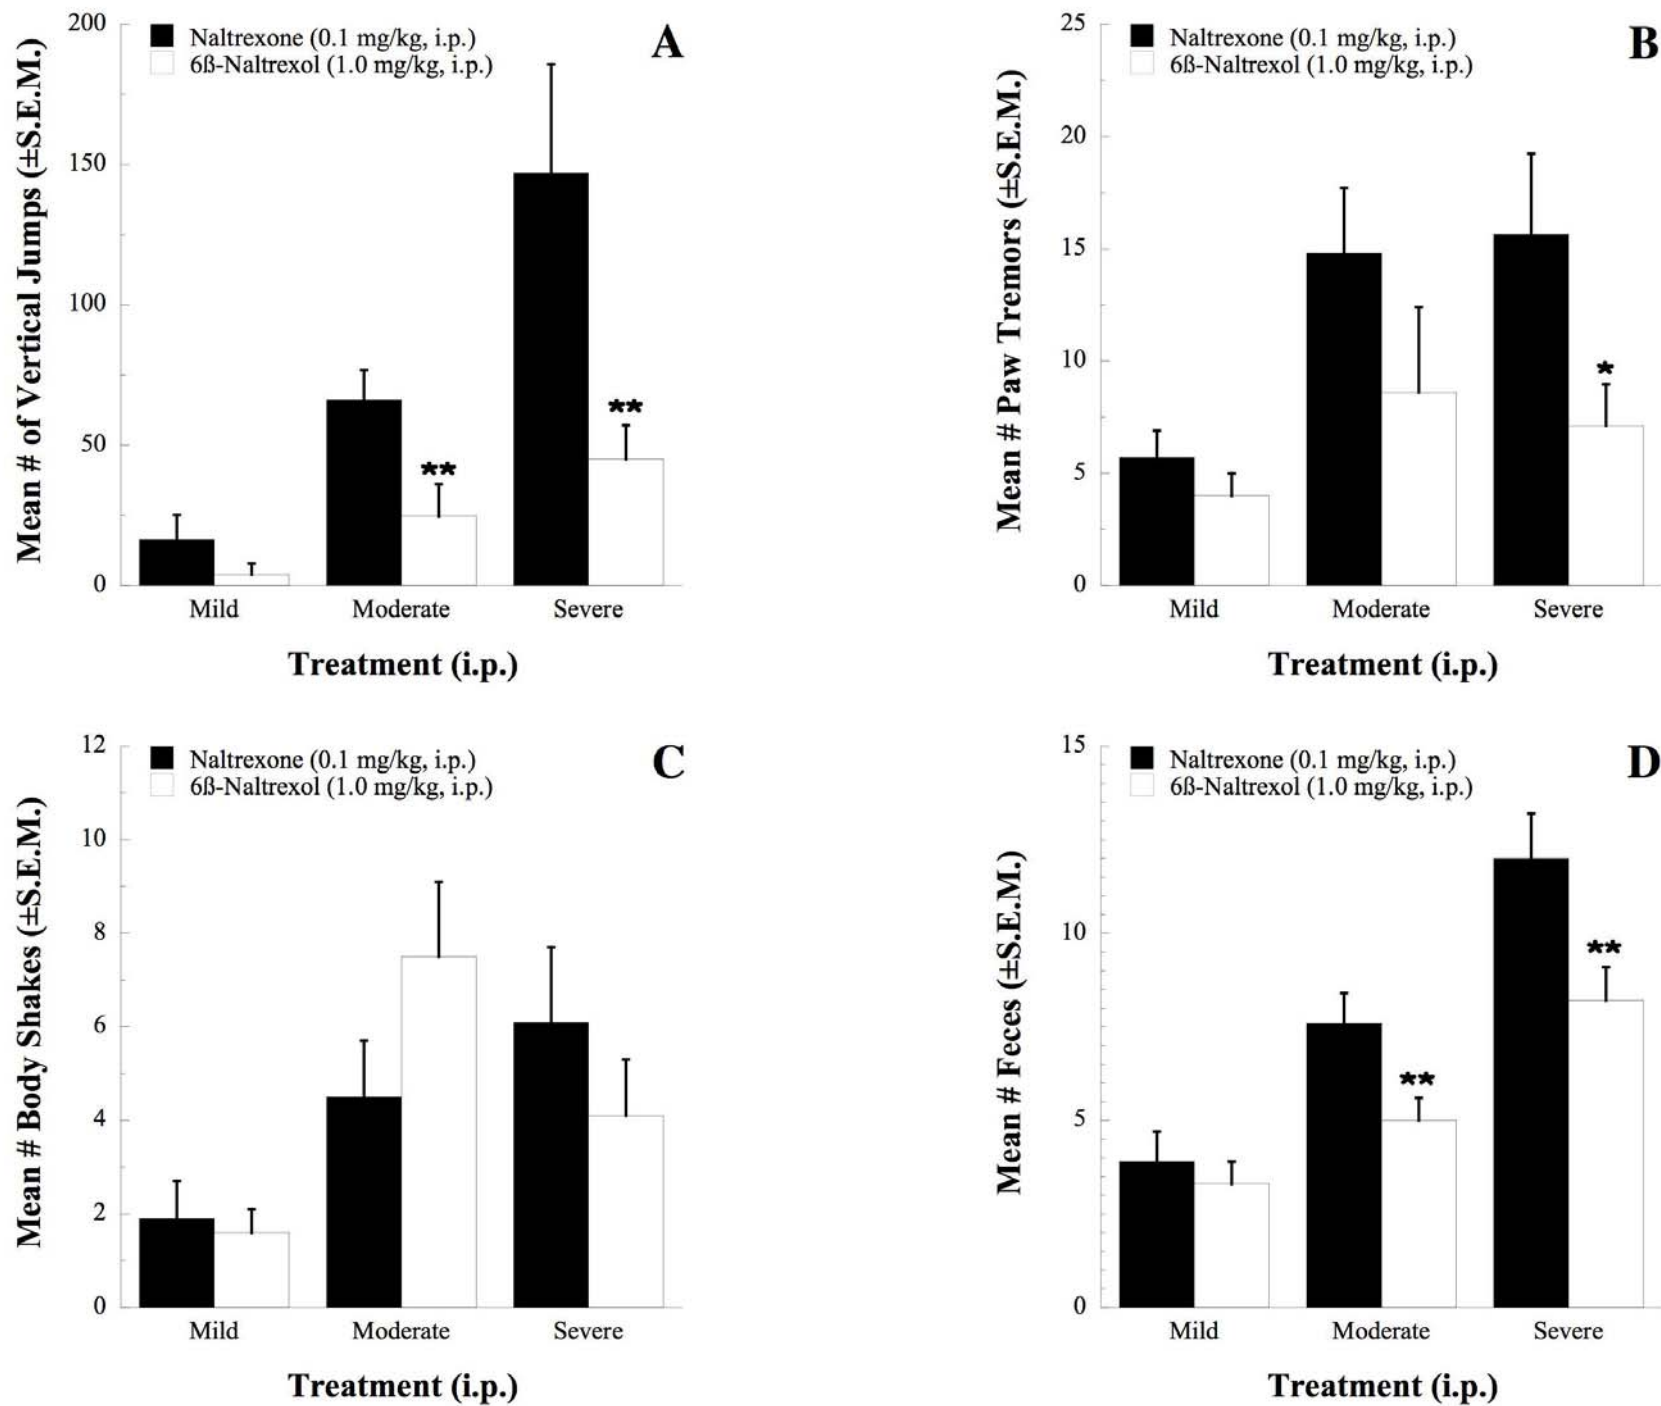 Mean # of Vertical Jumps (±S.E.M.)
200
150
100
50
0
Naltrexone (0.1 mg/kg, i.p.)
6ß-Naltrexol (1.0 mg/kg, i.p.)
A
**
**
Mild Moderate Severe
Treatment (i.p.)
Mean # Paw Tremors (±S.E.M.)
25
20
15
10
5
0
Naltrexone (0.1 mg/kg, i.p.)
6ß-Naltrexol (1.0 mg/kg, i.p.)
B
*
Mild Moderate Severe
Treatment (i.p.)
Mean # Body Shakes (±S.E.M.)
12
10
8
6
4
2
0
Naltrexone (0.1 mg/kg, i.p.)
6ß-Naltrexol (1.0 mg/kg, i.p.)
C
Mild Moderate Severe
Treatment (i.p.)
Mean # Feces (±S.E.M.)
15
10
5
0
Naltrexone (0.1 mg/kg, i.p.)
6ß-Naltrexol (1.0 mg/kg, i.p.)
D
**
**
Mild Moderate Severe
Treatment (i.p.)